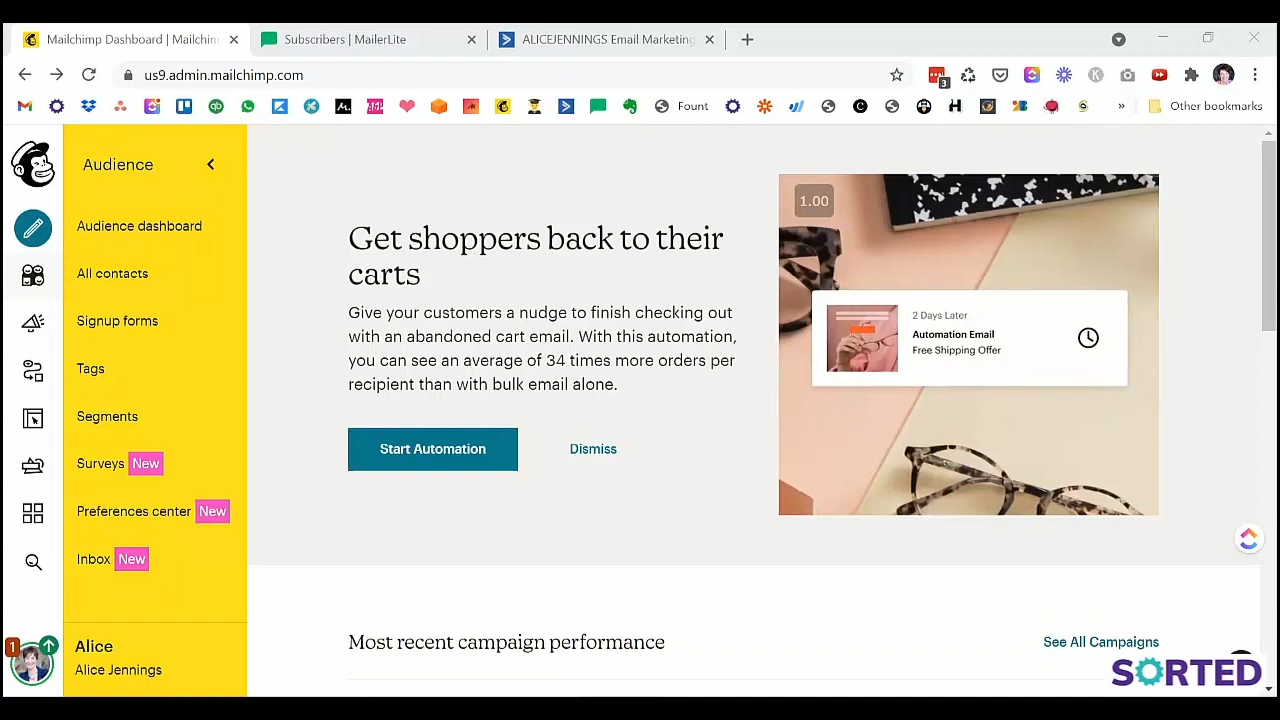 Mailchimp Dashboard | Mailchim
Subscribers | MailerLite
ALICEJENNINGS Email Marketing
us9.admin.mailchimp.com
3
K
Fount
C
H
S
»
Other bookmarks
Audience
Audience dashboard
All contacts
Signup forms
Tags
Segments
Surveys New
Preferences center New
Inbox New
1
Alice
Alice Jennings
Get shoppers back to their
carts
Give your customers a nudge to finish checking out
with an abandoned cart email. With this automation,
you can see an average of 34 times more orders per
recipient than with bulk email alone.
Start Automation
Dismiss
1.00
2 Days Later
Automation Email
Free Shipping Offer
Most recent campaign performance
See All Campaigns
SORTED